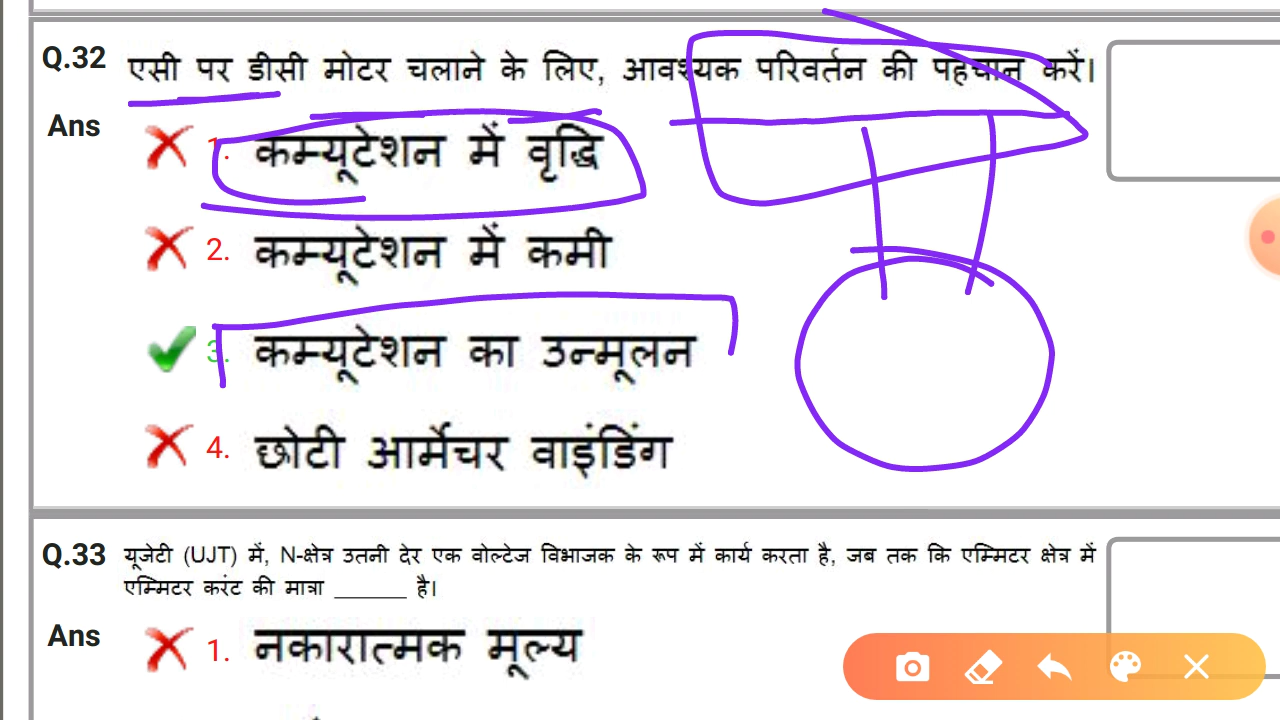 Q.32 एसी पर डीसी मोटर चलाने के लिए, आवश्यक परिवर्तन की पहचान करें।
Ans
1. कम्यूटेशन में वृद्धि
2. कम्यूटेशन में कमी
3. कम्यूटेशन का उन्मूलन
4. छोटी आर्मेचर वाइंडिंग
Q.33 यूजेटी (UJT) में, N-क्षेत्र उतनी देर एक वोल्टेज विभाजक के रूप में कार्य करता है, जब तक कि एम्मिटर क्षेत्र में
एम्मिटर करंट की मात्रा ______ है।
Ans
1. नकारात्मक मूल्य